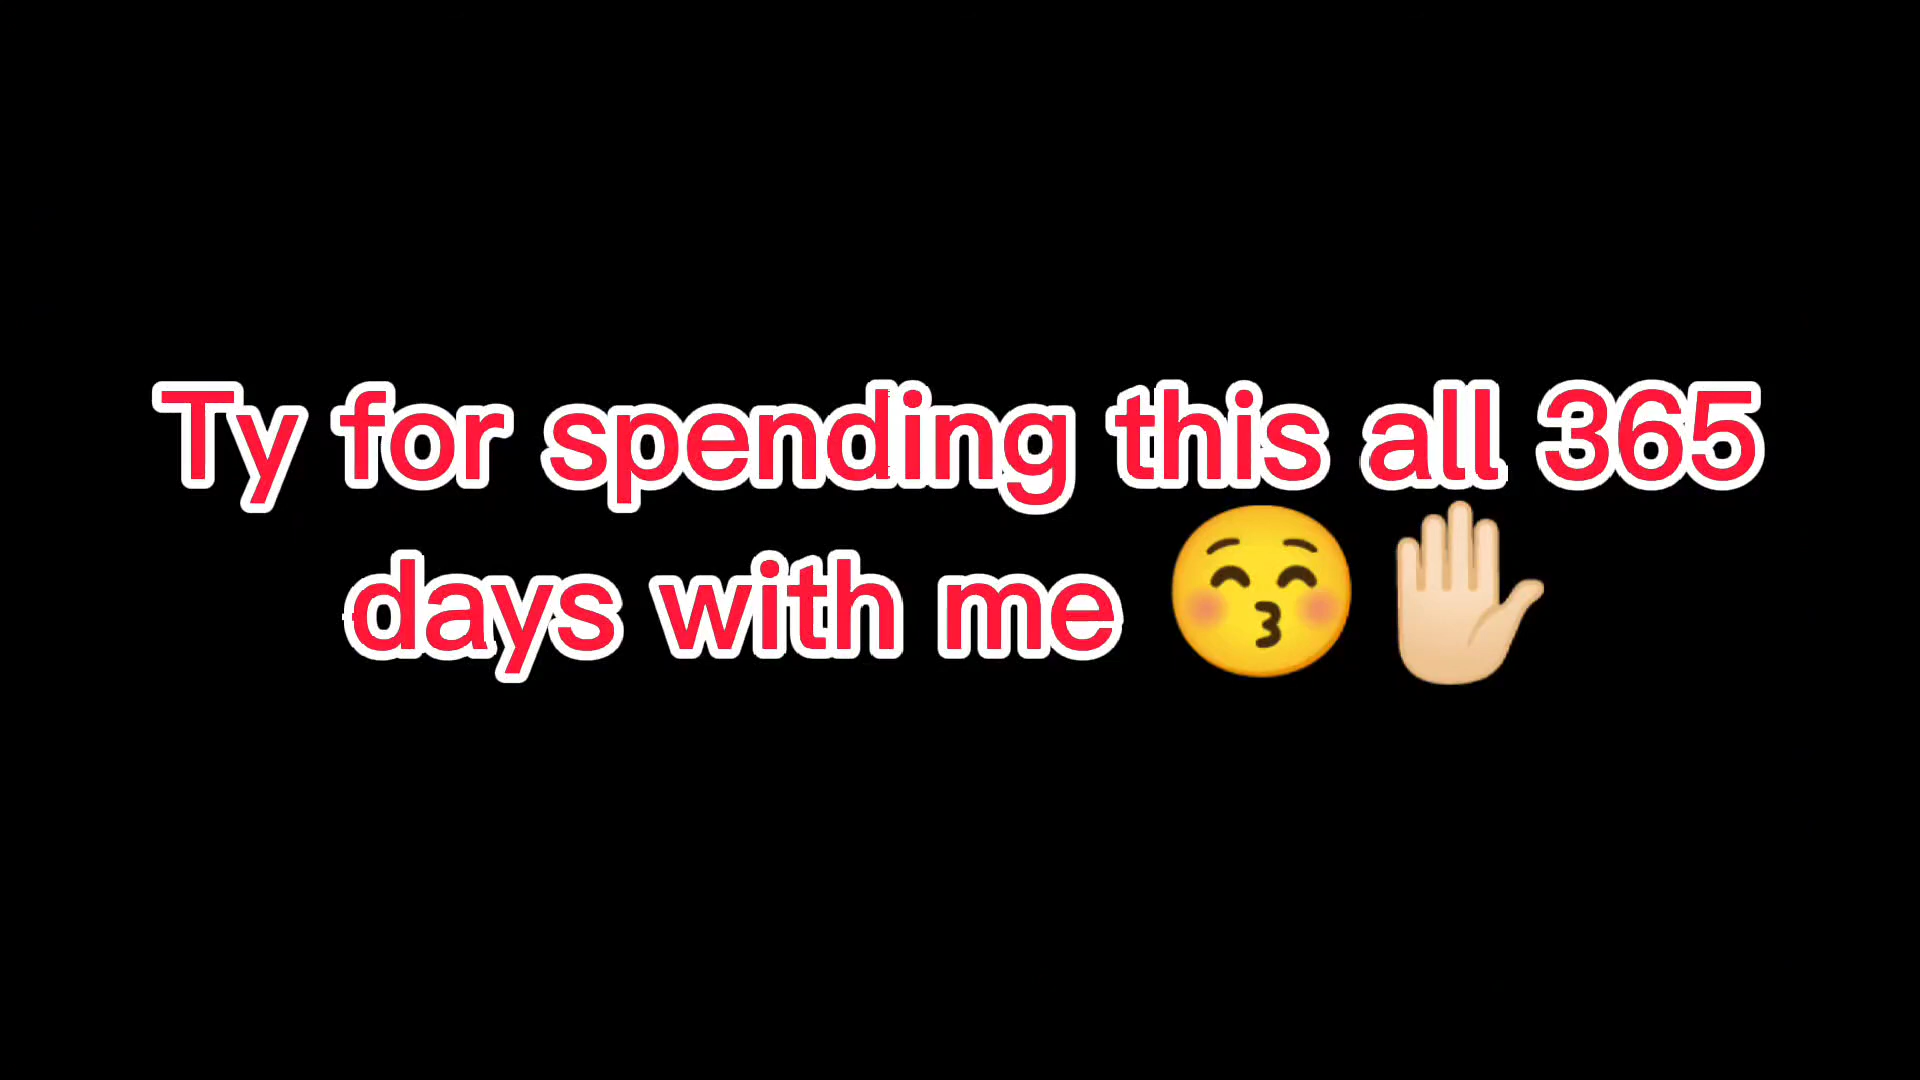 Ty for spending this all 365
days with me 😚✋🏻